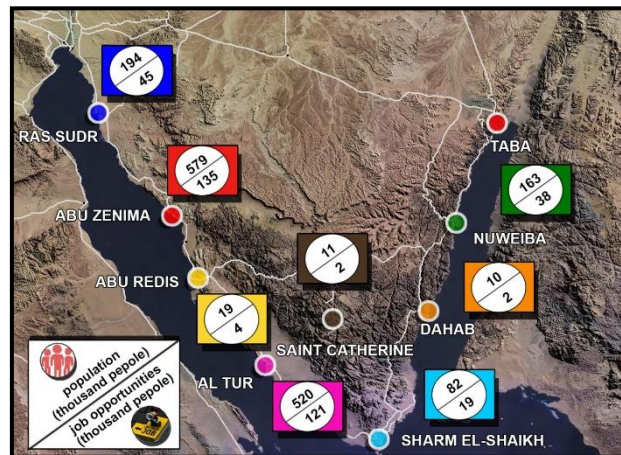 194
45
RAS SUDR
TABA
579
135
163
38
ABU ZENIMA
NUWEIBA
11
2
ABU REDIS
10
2
19
4
DAHAB
SAINT CATHERINE
population
(thousand pepole)
job opportunities
(thousand pepole)
JOB
AL TUR
520
121
82
19
SHARM EL-SHAIKH